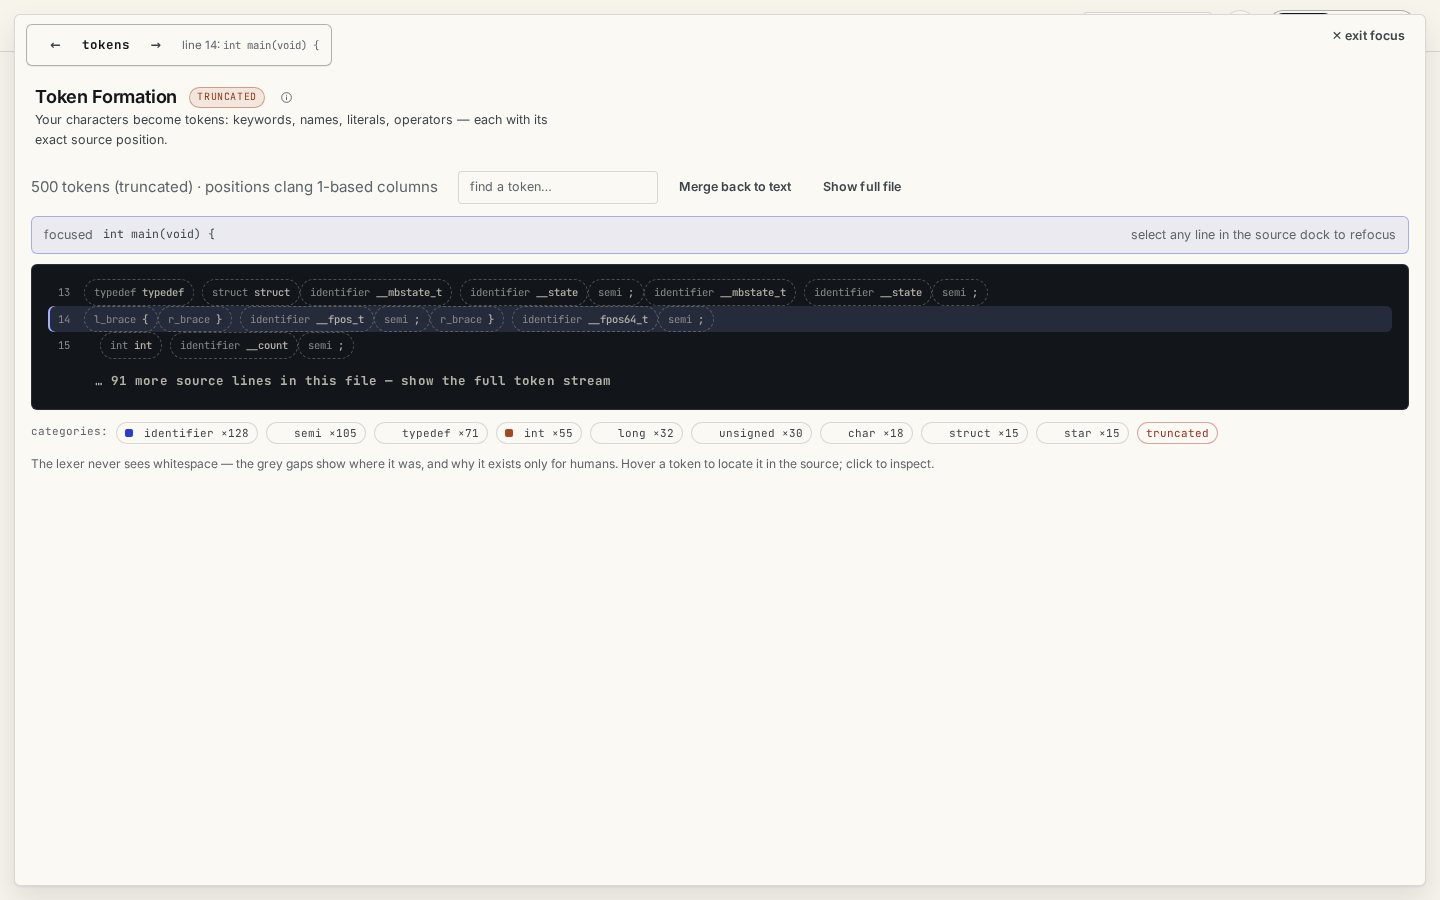 ← tokens → line 14: int main(void) {
✕ exit focus
Token Formation TRUNCATED
Your characters become tokens: keywords, names, literals, operators — each with its
exact source position.
500 tokens (truncated) · positions clang 1-based columns find a token… Merge back to text Show full file
focused int main(void) { select any line in the source dock to refocus
13 typedef typedef struct struct identifier __mbstate_t identifier __state semi ; identifier __mbstate_t identifier __state semi ;
14 l_brace { r_brace } identifier __fpos_t semi ; r_brace } identifier __fpos64_t semi ;
15 int int identifier __count semi ;
… 91 more source lines in this file — show the full token stream
categories: identifier ×128 semi ×105 typedef ×71 int ×55 long ×32 unsigned ×30 char ×18 struct ×15 star ×15 truncated
The lexer never sees whitespace — the grey gaps show where it was, and why it exists only for humans. Hover a token to locate it in the source; click to inspect.